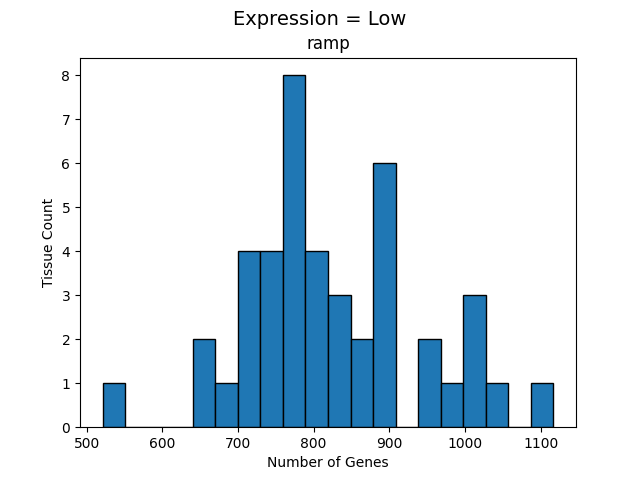 Expression = Low
ramp
8
7
6
5
4
3
2
1
0
Tissue Count
500 600 700 800 900 1000 1100
Number of Genes